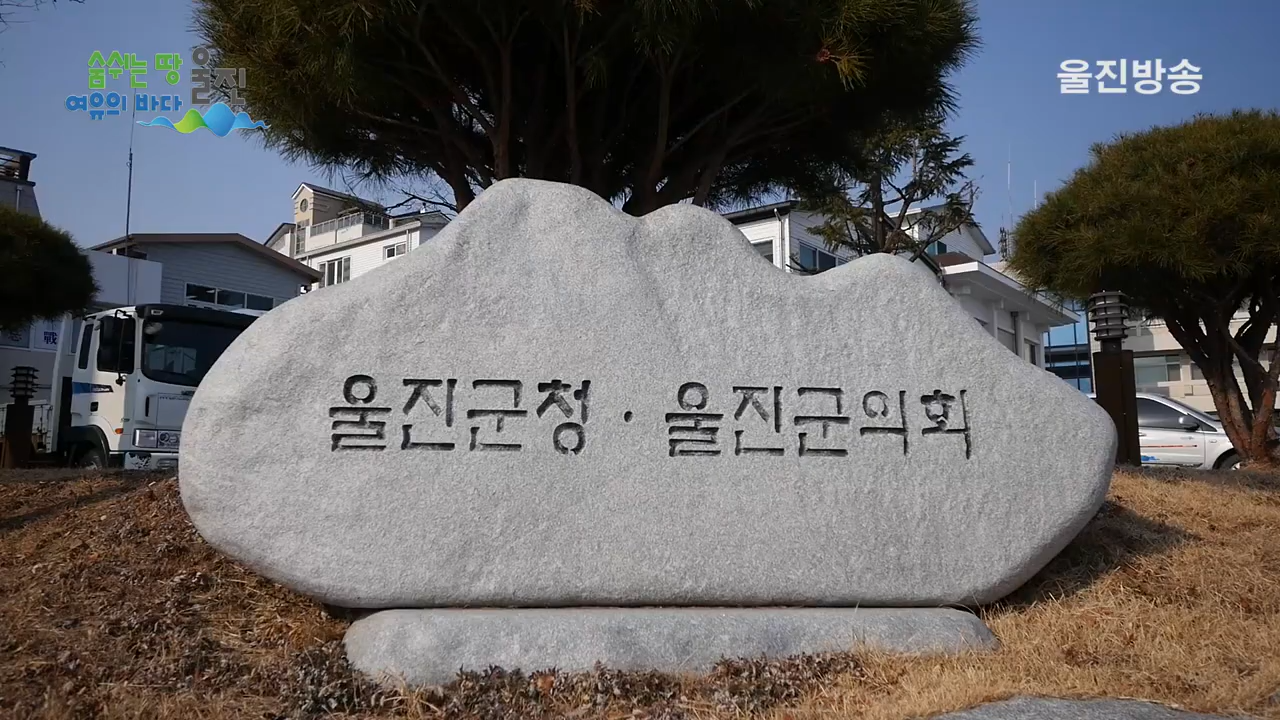 숨쉬는 땅 울진
여유의 바다
울진방송
울진군청 · 울진군의회